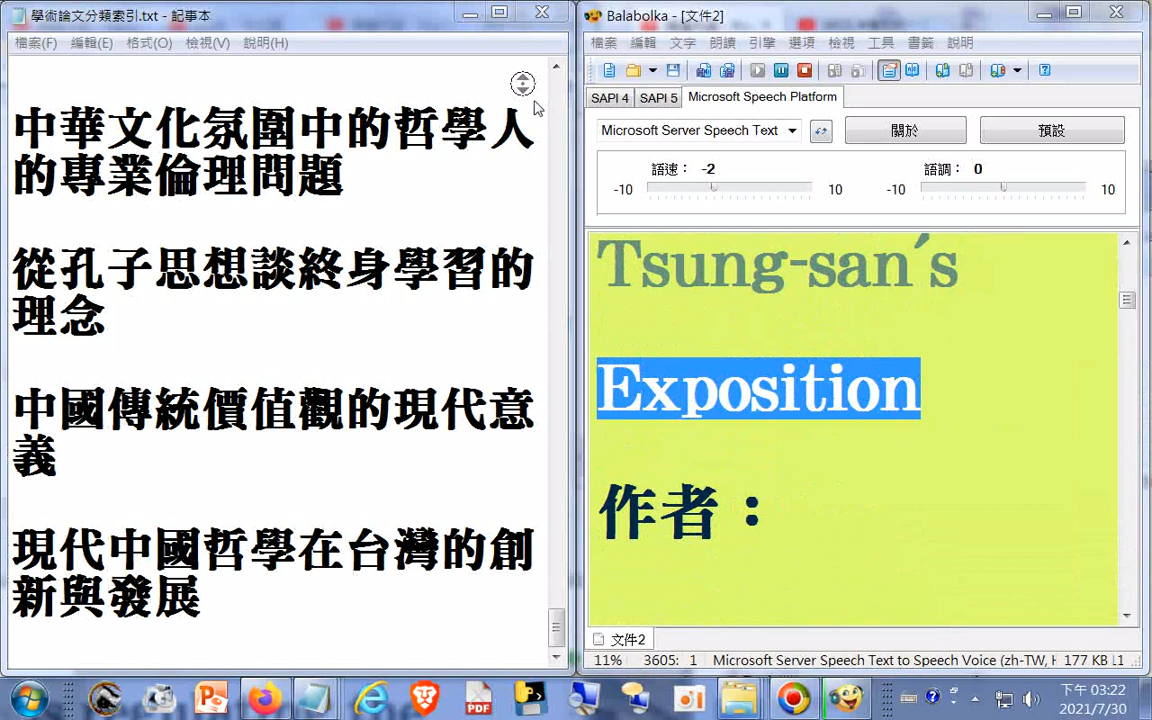 學術論文分類索引.txt - 記事本
檔案(F) 編輯(E) 格式(O) 檢視(V) 說明(H)
中華文化氛圍中的哲學人
的專業倫理問題
從孔子思想談終身學習的
理念
中國傳統價值觀的現代意
義
現代中國哲學在台灣的創
新與發展
Balabolka - [文件2]
檔案 編輯 文字 朗讀 引擎 選項 檢視 工具 書籤 說明
SAPI 4 SAPI 5 Microsoft Speech Platform
Microsoft Server Speech Text 關於 預設
語速： -2 語調： 0
-10 10 -10 10
Tsung-san's
Exposition
作者：
文件2
11% 3605: 1 Microsoft Server Speech Text to Speech Voice (zh-TW, H 177 KB
下午 03:22
2021/7/30